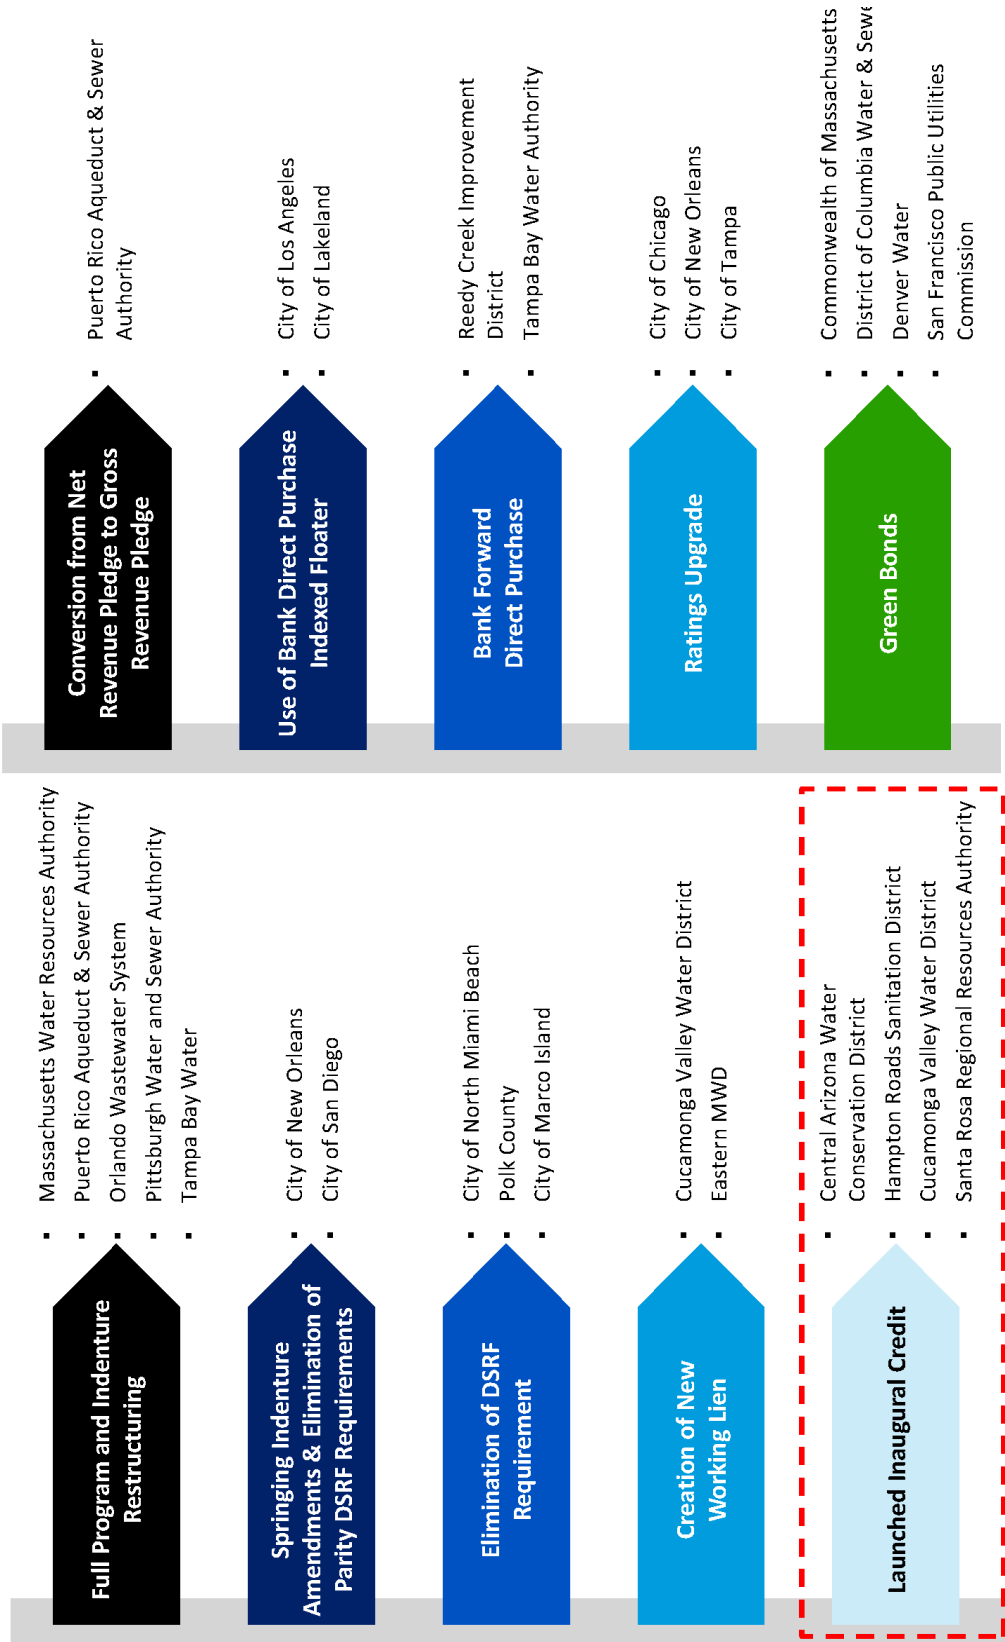 Full Program and Indenture
Restructuring
▪ Massachusetts Water Resources Authority
▪ Puerto Rico Aqueduct & Sewer Authority
▪ Orlando Wastewater System
▪ Pittsburgh Water and Sewer Authority
▪ Tampa Bay Water
Springing Indenture
Amendments & Elimination of
Parity DSRF Requirements
▪ City of New Orleans
▪ City of San Diego
Elimination of DSRF
Requirement
▪ City of North Miami Beach
▪ Polk County
▪ City of Marco Island
Creation of New
Working Lien
▪ Cucamonga Valley Water District
▪ Eastern MWD
Launched Inaugural Credit
▪ Central Arizona Water
Conservation District
▪ Hampton Roads Sanitation District
▪ Cucamonga Valley Water District
▪ Santa Rosa Regional Resources Authority
Conversion from Net
Revenue Pledge to Gross
Revenue Pledge
▪ Puerto Rico Aqueduct & Sewer
Authority
Use of Bank Direct Purchase
Indexed Floater
▪ City of Los Angeles
▪ City of Lakeland
Bank Forward
Direct Purchase
▪ Reedy Creek Improvement
District
▪ Tampa Bay Water Authority
Ratings Upgrade
▪ City of Chicago
▪ City of New Orleans
▪ City of Tampa
Green Bonds
▪ Commonwealth of Massachusetts
▪ District of Columbia Water & Sewe
▪ Denver Water
▪ San Francisco Public Utilities
Commission